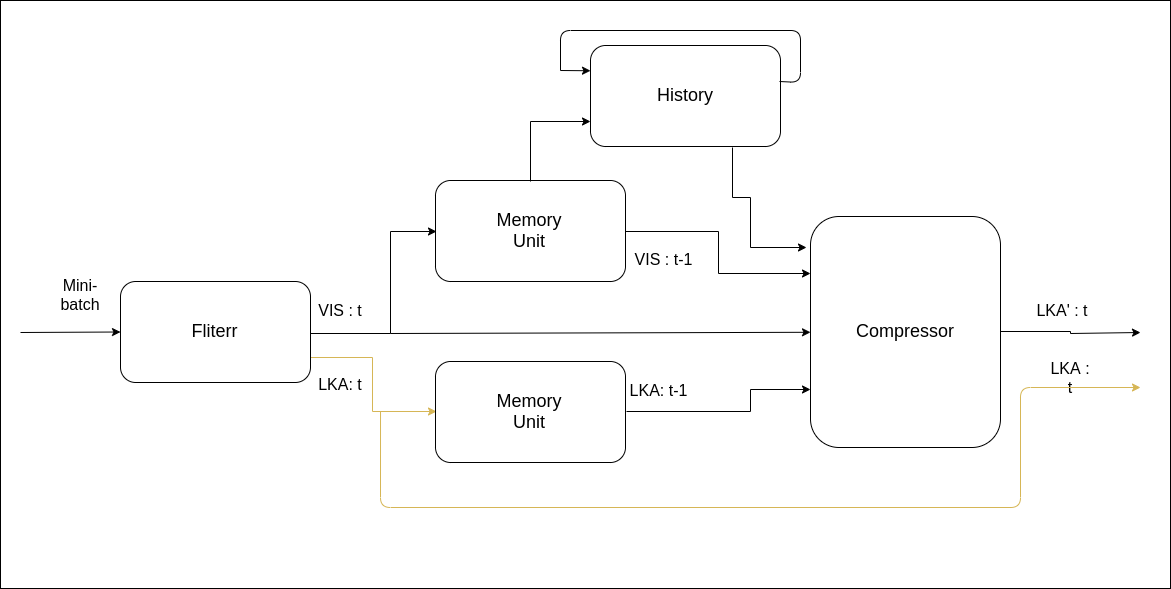 History
Memory
Unit
VIS : t-1
Mini-
batch
Fliterr
VIS : t
LKA: t
Memory
Unit
LKA: t-1
Compressor
LKA' : t
LKA :
t